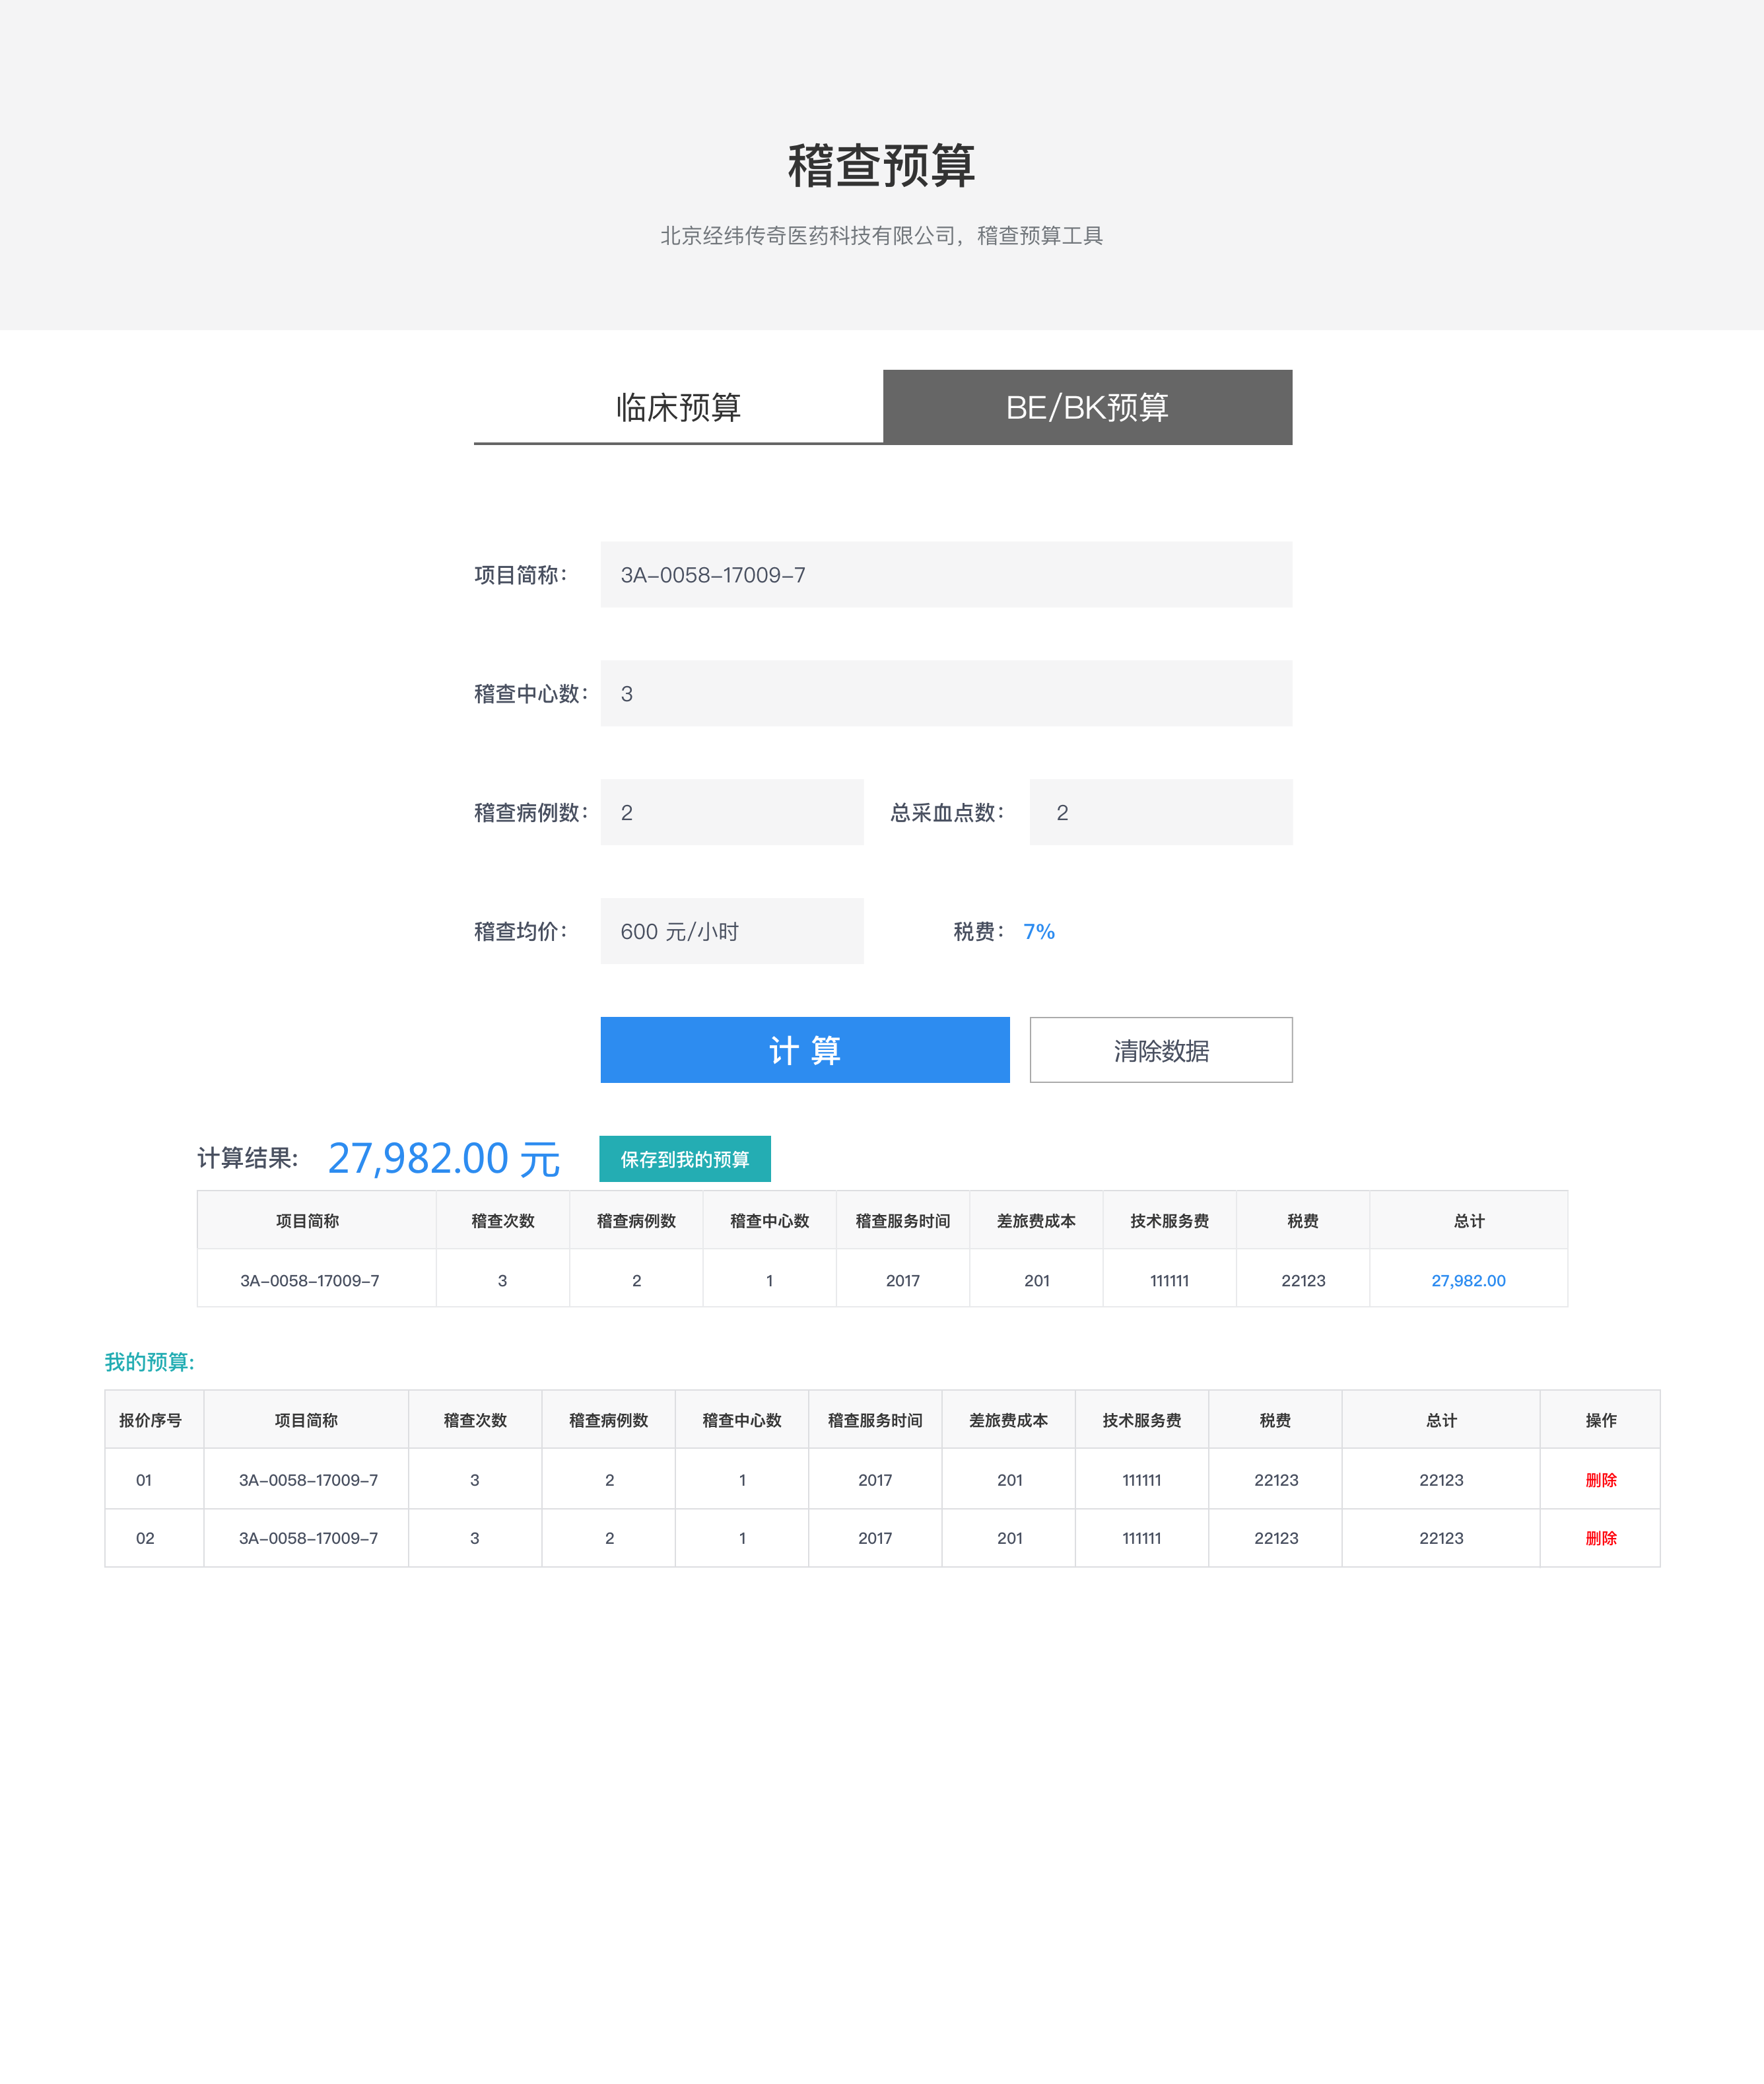 稽查预算
北京经纬传奇医药科技有限公司，稽查预算工具
临床预算 BE/BK预算
项目简称： 3A-0058-17009-7
稽查中心数： 3
稽查病例数： 2 总采血点数： 2
稽查均价： 600 元/小时 税费： 7%
计 算 清除数据
计算结果: 27,982.00 元 保存到我的预算
项目简称 稽查次数 稽查病例数 稽查中心数 稽查服务时间 差旅费成本 技术服务费 税费 总计
3A-0058-17009-7 3 2 1 2017 201 111111 22123 27,982.00
我的预算:
报价序号 项目简称 稽查次数 稽查病例数 稽查中心数 稽查服务时间 差旅费成本 技术服务费 税费 总计 操作
01 3A-0058-17009-7 3 2 1 2017 201 111111 22123 22123 删除
02 3A-0058-17009-7 3 2 1 2017 201 111111 22123 22123 删除